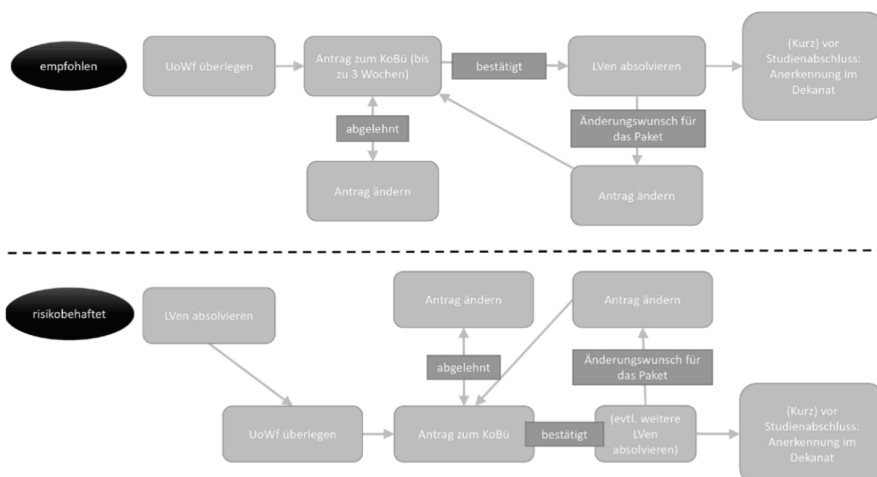 empfohlen
UoWf überlegen
Antrag zum KoBü (bis
zu 3 Wochen)
bestätigt
LVen absolvieren
(Kurz) vor
Studienabschluss:
Anerkennung im
Dekanat
abgelehnt
Änderungswunsch für
das Paket
Antrag ändern
Antrag ändern
risikobehaftet
LVen absolvieren
Antrag ändern
Antrag ändern
abgelehnt
Änderungswunsch für
das Paket
UoWf überlegen
Antrag zum KoBü
bestätigt
(evtl. weitere
LVen
absolvieren)
(Kurz) vor
Studienabschluss:
Anerkennung im
Dekanat